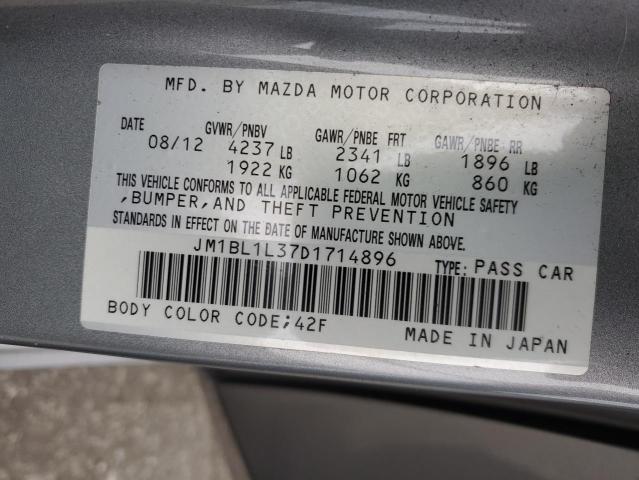 MFD. BY MAZDA MOTOR CORPORATION
DATE GVWR/PNBV GAWR/PNBE FRT GAWR/PNBE RR
08/12 4237 LB 2341 LB 1896 LB
1922 KG 1062 KG 860 KG
THIS VEHICLE CONFORMS TO ALL APPLICABLE FEDERAL MOTOR VEHICLE SAFETY
,BUMPER,AND THEFT PREVENTION
STANDARDS IN EFFECT ON THE DATE OF MANUFACTURE SHOWN ABOVE.
JM1BL1L37D1714896 TYPE: PASS CAR
BODY COLOR CODE;42F MADE IN JAPAN